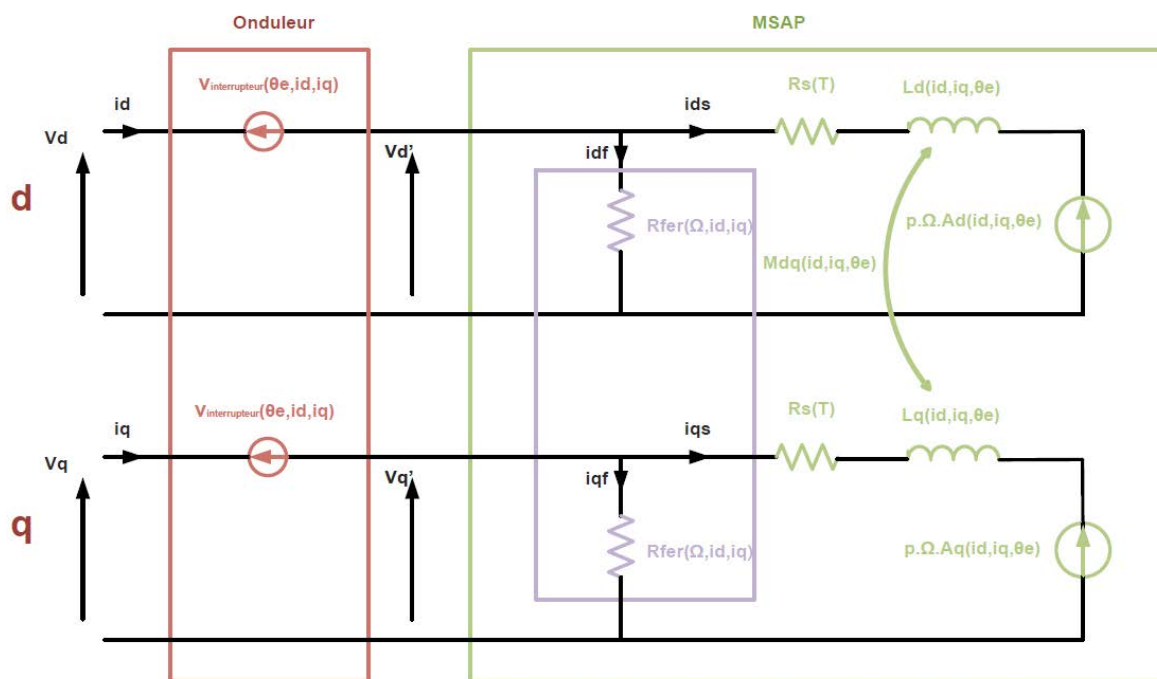 Onduleur
MSAP
Vinterrupteur(θe,id,iq)
Rs(T)
Ld(id,iq,θe)
id
ids
Vd
Vd’
idf
d
Rfer(Ω,id,iq)
p.Ω.Ad(id,iq,θe)
Mdq(id,iq,θe)
Vinterrupteur(θe,id,iq)
Rs(T)
Lq(id,iq,θe)
iq
iqs
Vq
Vq’
iqf
q
Rfer(Ω,id,iq)
p.Ω.Aq(id,iq,θe)